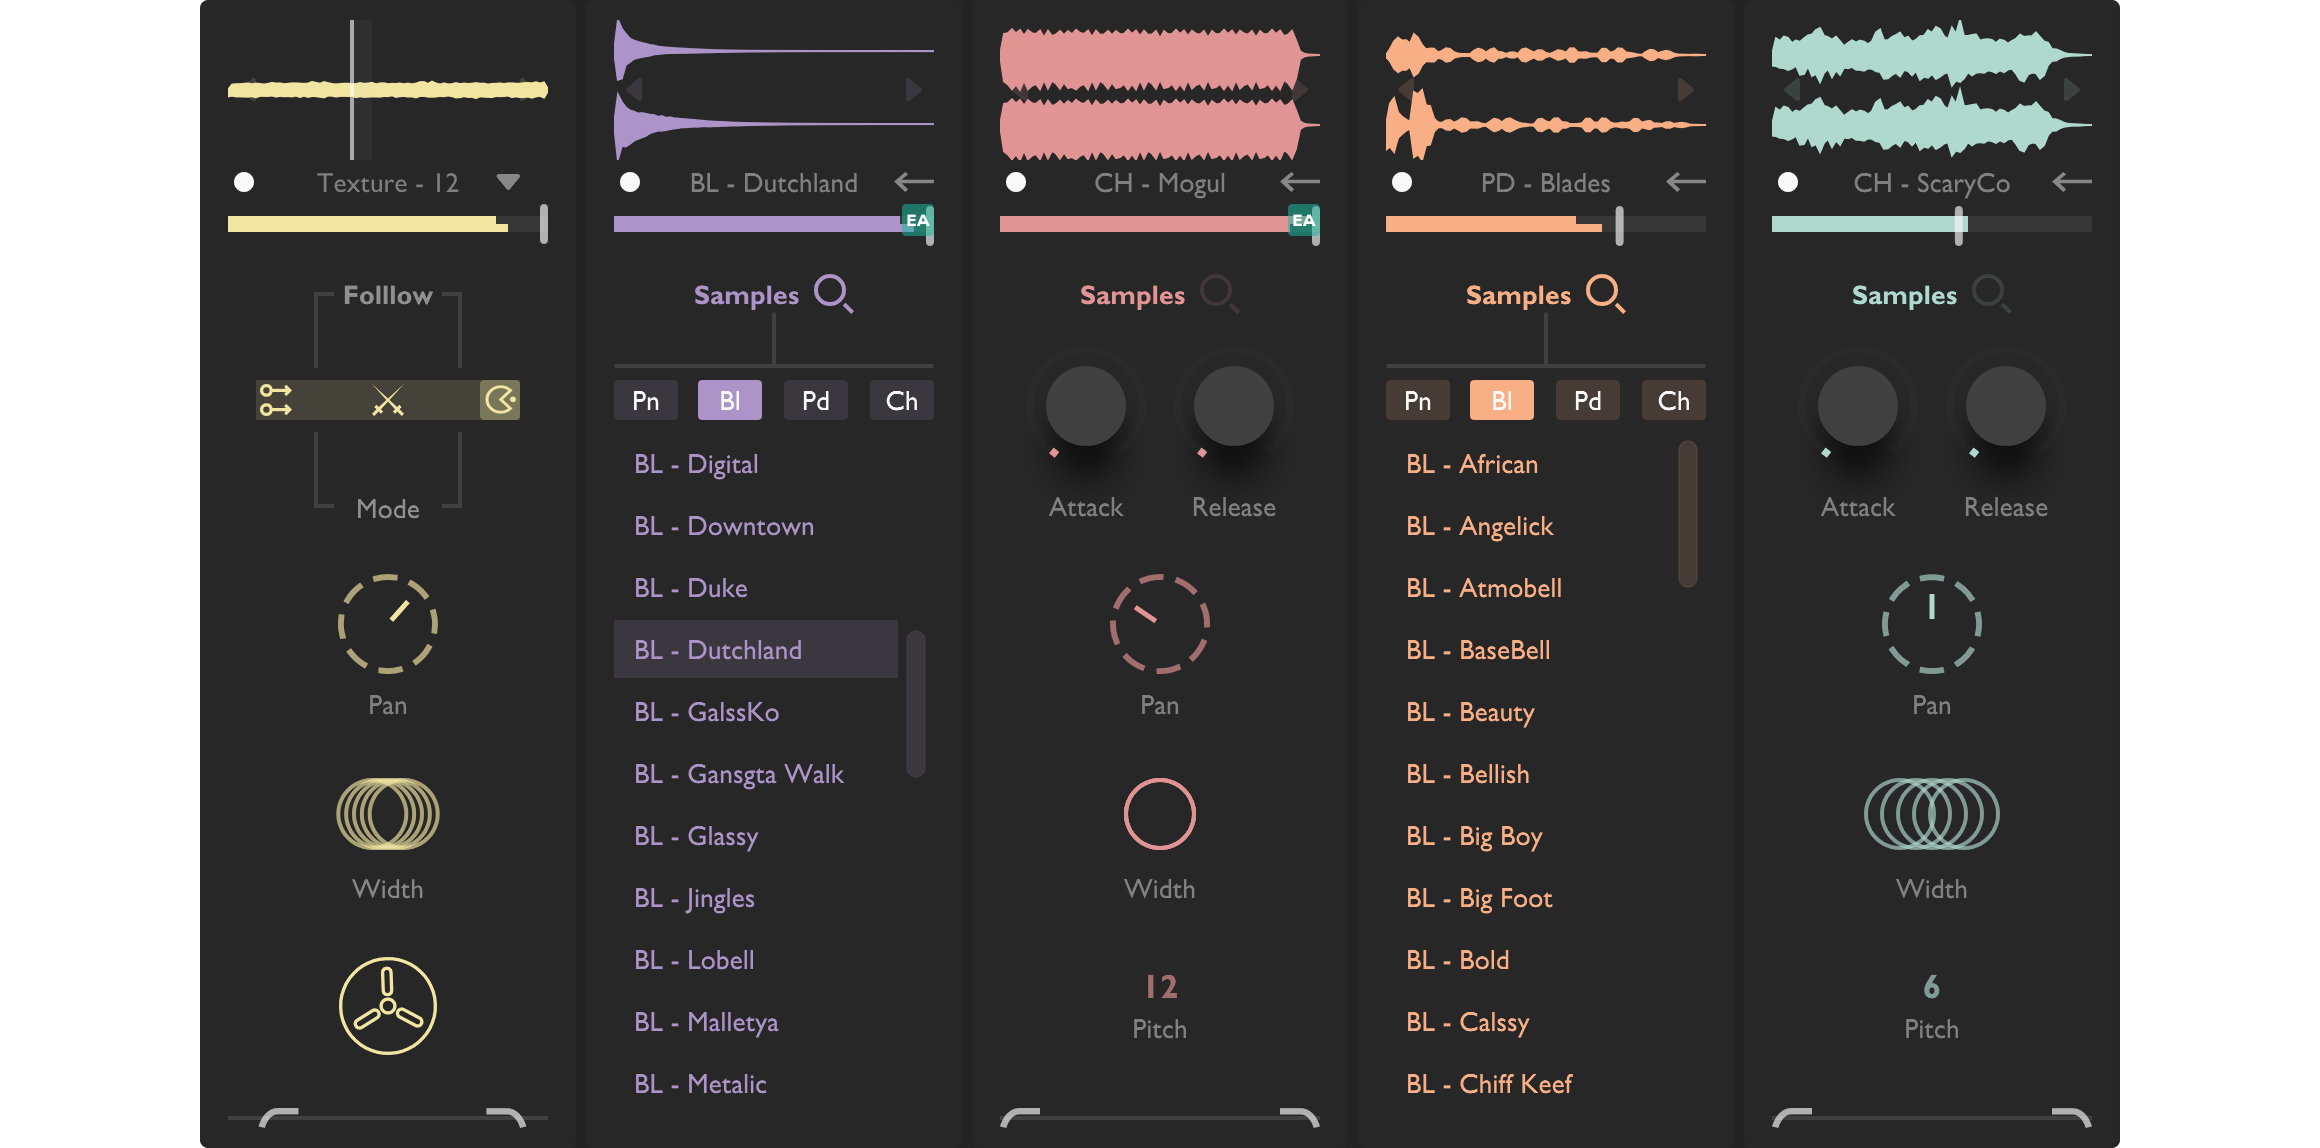 Texture - 12
Folllow
Mode
Pan
Width
BL - Dutchland
EA
Samples
Pn Bl Pd Ch
BL - Digital
BL - Downtown
BL - Duke
BL - Dutchland
BL - GalssKo
BL - Gansgta Walk
BL - Glassy
BL - Jingles
BL - Lobell
BL - Malletya
BL - Metalic
CH - Mogul
EA
Samples
Attack Release
Pan
Width
12
Pitch
PD - Blades
Samples
Pn Bl Pd Ch
BL - African
BL - Angelick
BL - Atmobell
BL - BaseBell
BL - Beauty
BL - Bellish
BL - Big Boy
BL - Big Foot
BL - Bold
BL - Calssy
BL - Chiff Keef
CH - ScaryCo
Samples
Attack Release
Pan
Width
6
Pitch